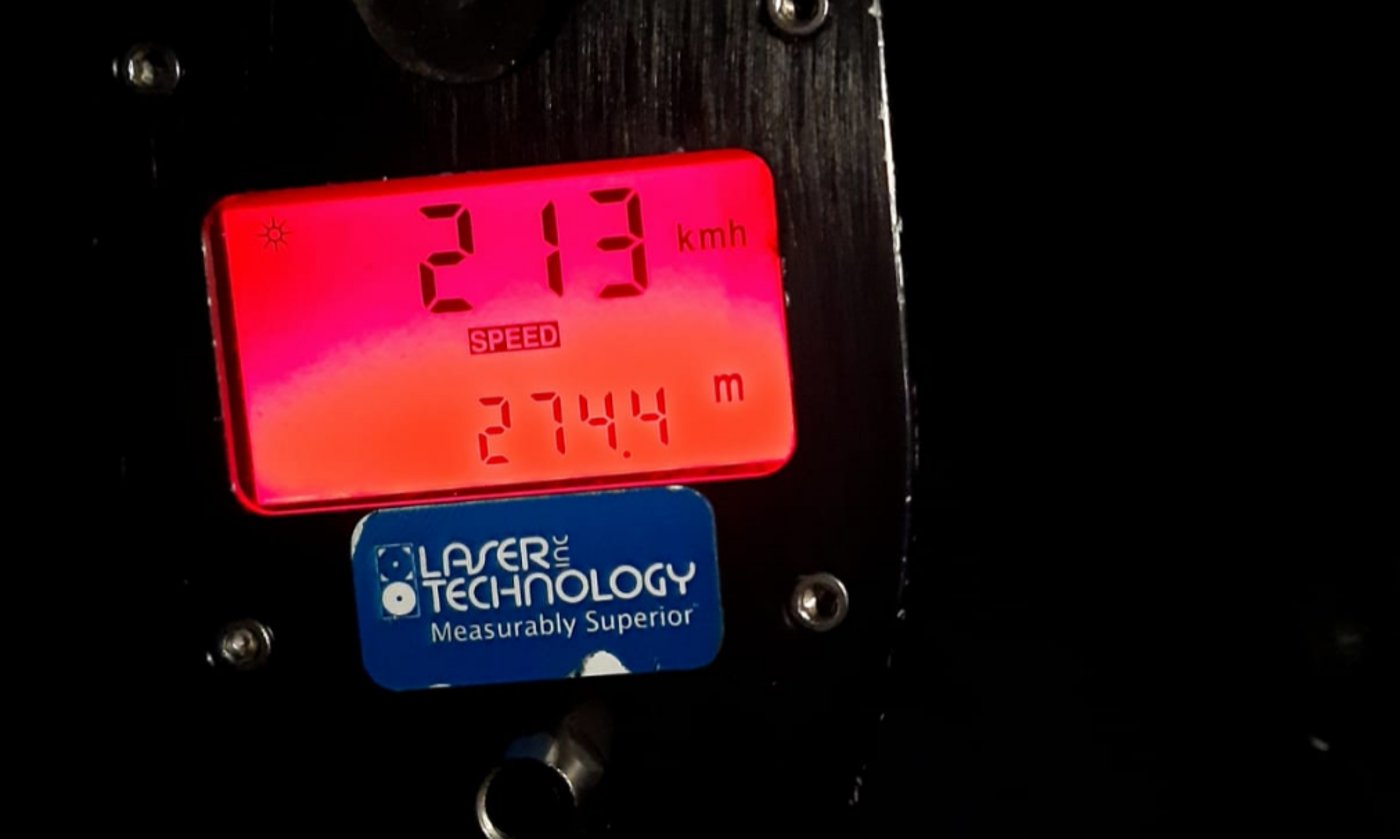 213 kmh
SPEED
274.4 m
LASER INC
TECHNOLOGY
Measurably Superior